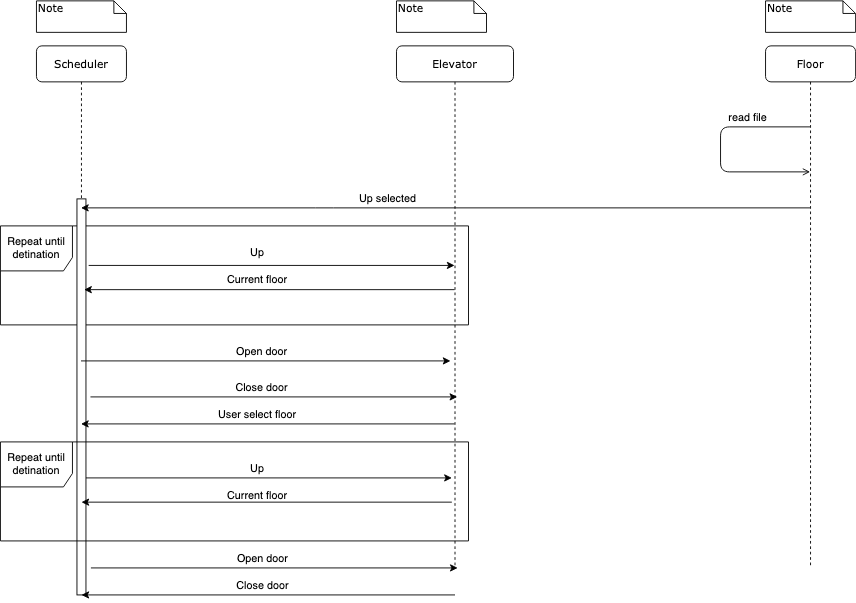 Note
Note
Note
Scheduler
Elevator
Floor
read file
Up selected
Repeat until
detination
Up
Current floor
Open door
Close door
User select floor
Repeat until
detination
Up
Current floor
Open door
Close door